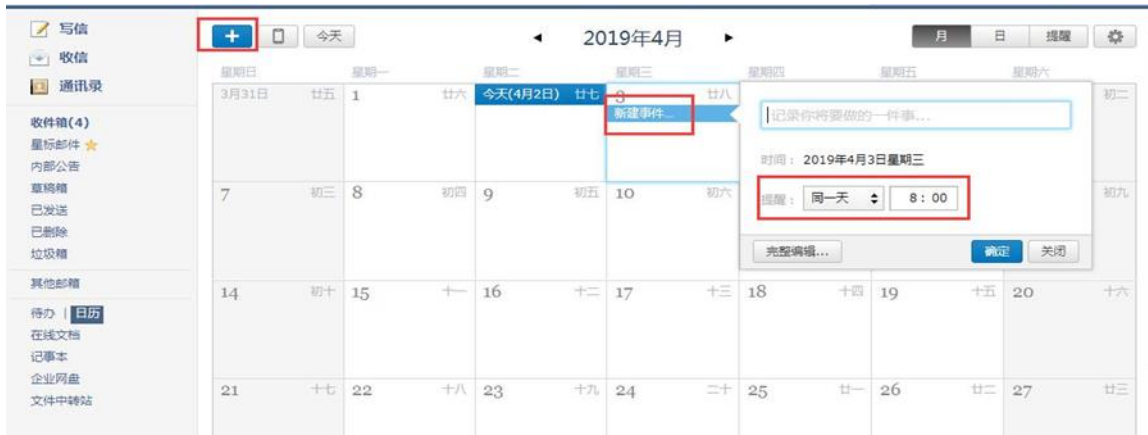 写信
收信
通讯录
收件箱(4)
星标邮件
内部公告
草稿箱
已发送
已删除
垃圾箱
其他邮箱
待办 | 日历
在线文档
记事本
企业网盘
文件中转站
+ 今天 ◀ 2019年4月 ▶ 月 日 提醒
星期日 星期一 星期二 星期三 星期四 星期五 星期六
3月31日 廿五 1 廿六 今天(4月2日) 廿七 3 廿八 初二
新建事件...
记录你将要做的一件事...
时间: 2019年4月3日星期三
提醒: 同一天 8: 00
完整编辑... 确定 关闭
7 初三 8 初四 9 初五 10 初六 初九
14 初十 15 十一 16 十二 17 十三 18 十四 19 十五 20 十六
21 十七 22 十八 23 十九 24 二十 25 廿一 26 廿二 27 廿三